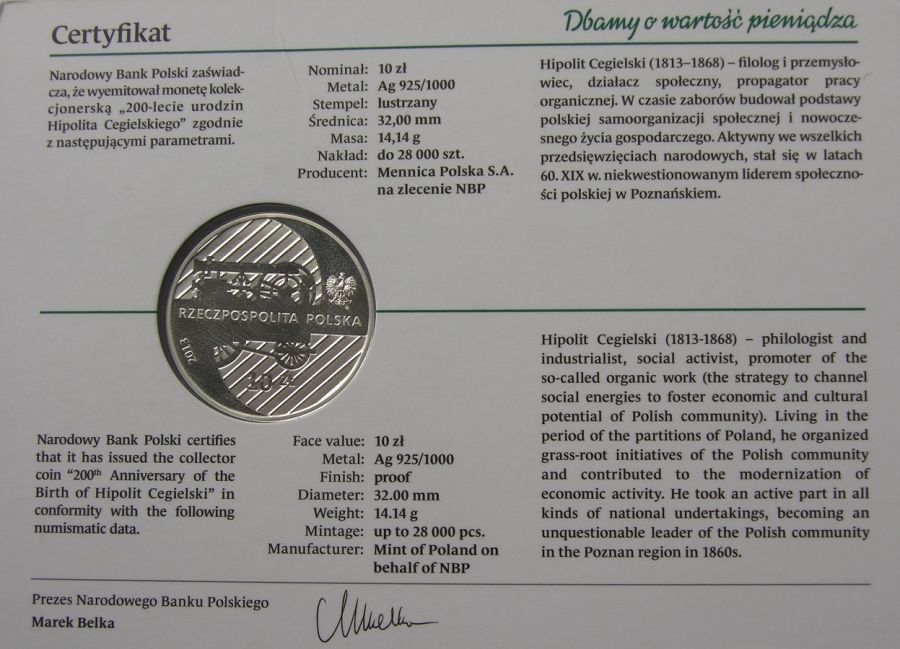 Certyfikat
Dbamy o wartość pieniądza
Narodowy Bank Polski zaświad-
cza, że wyemitował monetę kolek-
cjonerską „200-lecie urodzin
Hipolita Cegielskiego” zgodnie
z następującymi parametrami.
Nominał: 10 zł
Metal: Ag 925/1000
Stempel: lustrzany
Średnica: 32,00 mm
Masa: 14,14 g
Nakład: do 28 000 szt.
Producent: Mennica Polska S.A.
na zlecenie NBP
Hipolit Cegielski (1813–1868) – filolog i przemysło-
wiec, działacz społeczny, propagator pracy
organicznej. W czasie zaborów budował podstawy
polskiej samoorganizacji społecznej i nowocze-
snego życia gospodarczego. Aktywny we wszelkich
przedsięwzięciach narodowych, stał się w latach
60. XIX w. niekwestionowanym liderem społeczno-
ści polskiej w Poznańskiem.
RZECZPOSPOLITA POLSKA
2013
10 zł
Narodowy Bank Polski certifies
that it has issued the collector
coin “200th Anniversary of the
Birth of Hipolit Cegielski” in
conformity with the following
numismatic data.
Face value: 10 zł
Metal: Ag 925/1000
Finish: proof
Diameter: 32.00 mm
Weight: 14.14 g
Mintage: up to 28 000 pcs.
Manufacturer: Mint of Poland on
behalf of NBP
Hipolit Cegielski (1813-1868) – philologist and
industrialist, social activist, promoter of the
so-called organic work (the strategy to channel
social energies to foster economic and cultural
potential of Polish community). Living in the
period of the partitions of Poland, he organized
grass-root initiatives of the Polish community
and contributed to the modernization of
economic activity. He took an active part in all
kinds of national undertakings, becoming an
unquestionable leader of the Polish community
in the Poznan region in 1860s.
Prezes Narodowego Banku Polskiego
Marek Belka